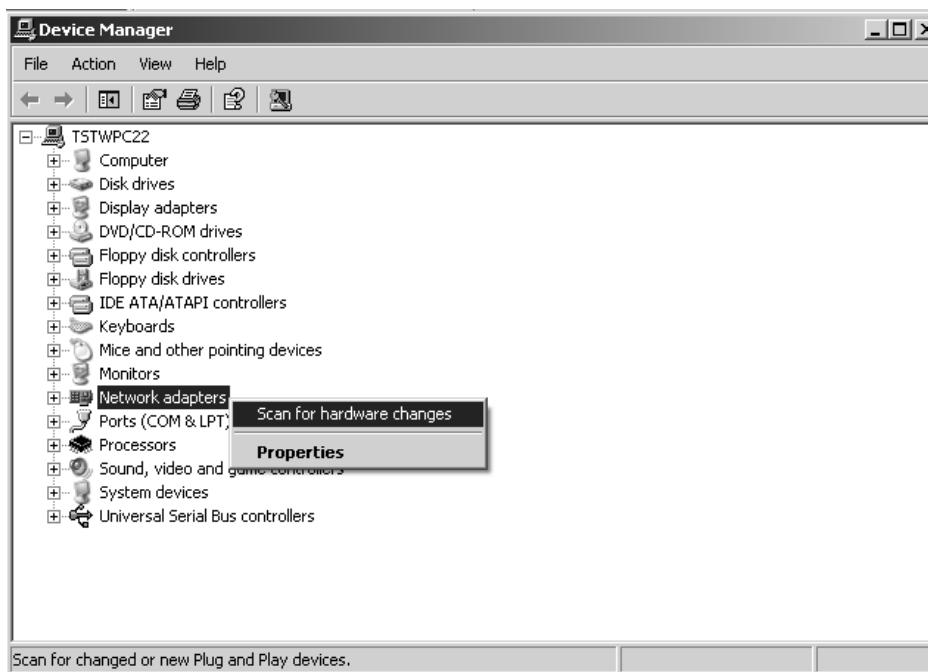 Device Manager
File Action View Help
TSTWPC22
Computer
Disk drives
Display adapters
DVD/CD-ROM drives
Floppy disk controllers
Floppy disk drives
IDE ATA/ATAPI controllers
Keyboards
Mice and other pointing devices
Monitors
Network adapters
Scan for hardware changes
Ports (COM & LPT)
Processors
Properties
Sound, video and game controllers
System devices
Universal Serial Bus controllers
Scan for changed or new Plug and Play devices.